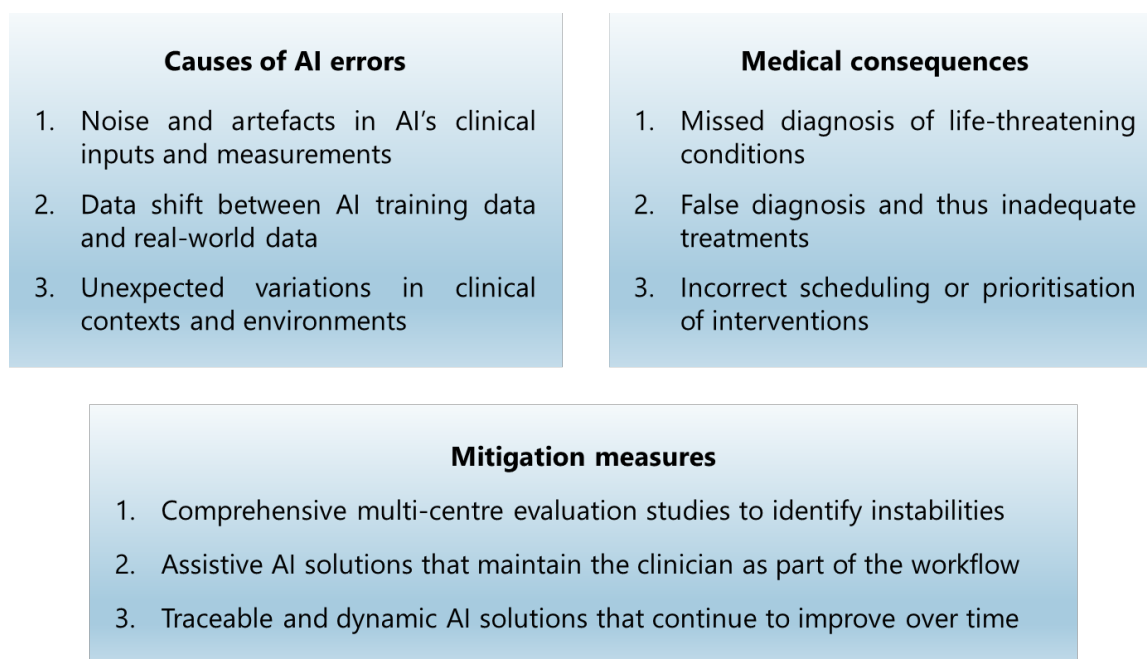 Causes of AI errors
1. Noise and artefacts in AI's clinical
inputs and measurements
2. Data shift between AI training data
and real-world data
3. Unexpected variations in clinical
contexts and environments
Medical consequences
1. Missed diagnosis of life-threatening
conditions
2. False diagnosis and thus inadequate
treatments
3. Incorrect scheduling or prioritisation
of interventions
Mitigation measures
1. Comprehensive multi-centre evaluation studies to identify instabilities
2. Assistive AI solutions that maintain the clinician as part of the workflow
3. Traceable and dynamic AI solutions that continue to improve over time